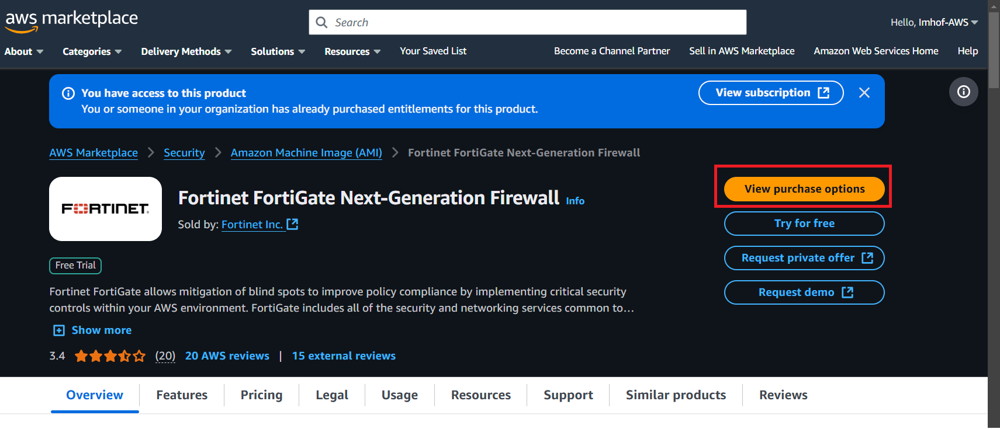 aws marketplace
Search
Hello, Imhof-AWS
About
Categories
Delivery Methods
Solutions
Resources
Your Saved List
Become a Channel Partner
Sell in AWS Marketplace
Amazon Web Services Home
Help
You have access to this product
You or someone in your organization has already purchased entitlements for this product.
View subscription
AWS Marketplace
Security
Amazon Machine Image (AMI)
Fortinet FortiGate Next-Generation Firewall
FORTINET
Fortinet FortiGate Next-Generation Firewall Info
Sold by: Fortinet Inc.
View purchase options
Try for free
Request private offer
Request demo
Free Trial
Fortinet FortiGate allows mitigation of blind spots to improve policy compliance by implementing critical security
controls within your AWS environment. FortiGate includes all of the security and networking services common to...
Show more
3.4 (20) 20 AWS reviews | 15 external reviews
Overview
Features
Pricing
Legal
Usage
Resources
Support
Similar products
Reviews